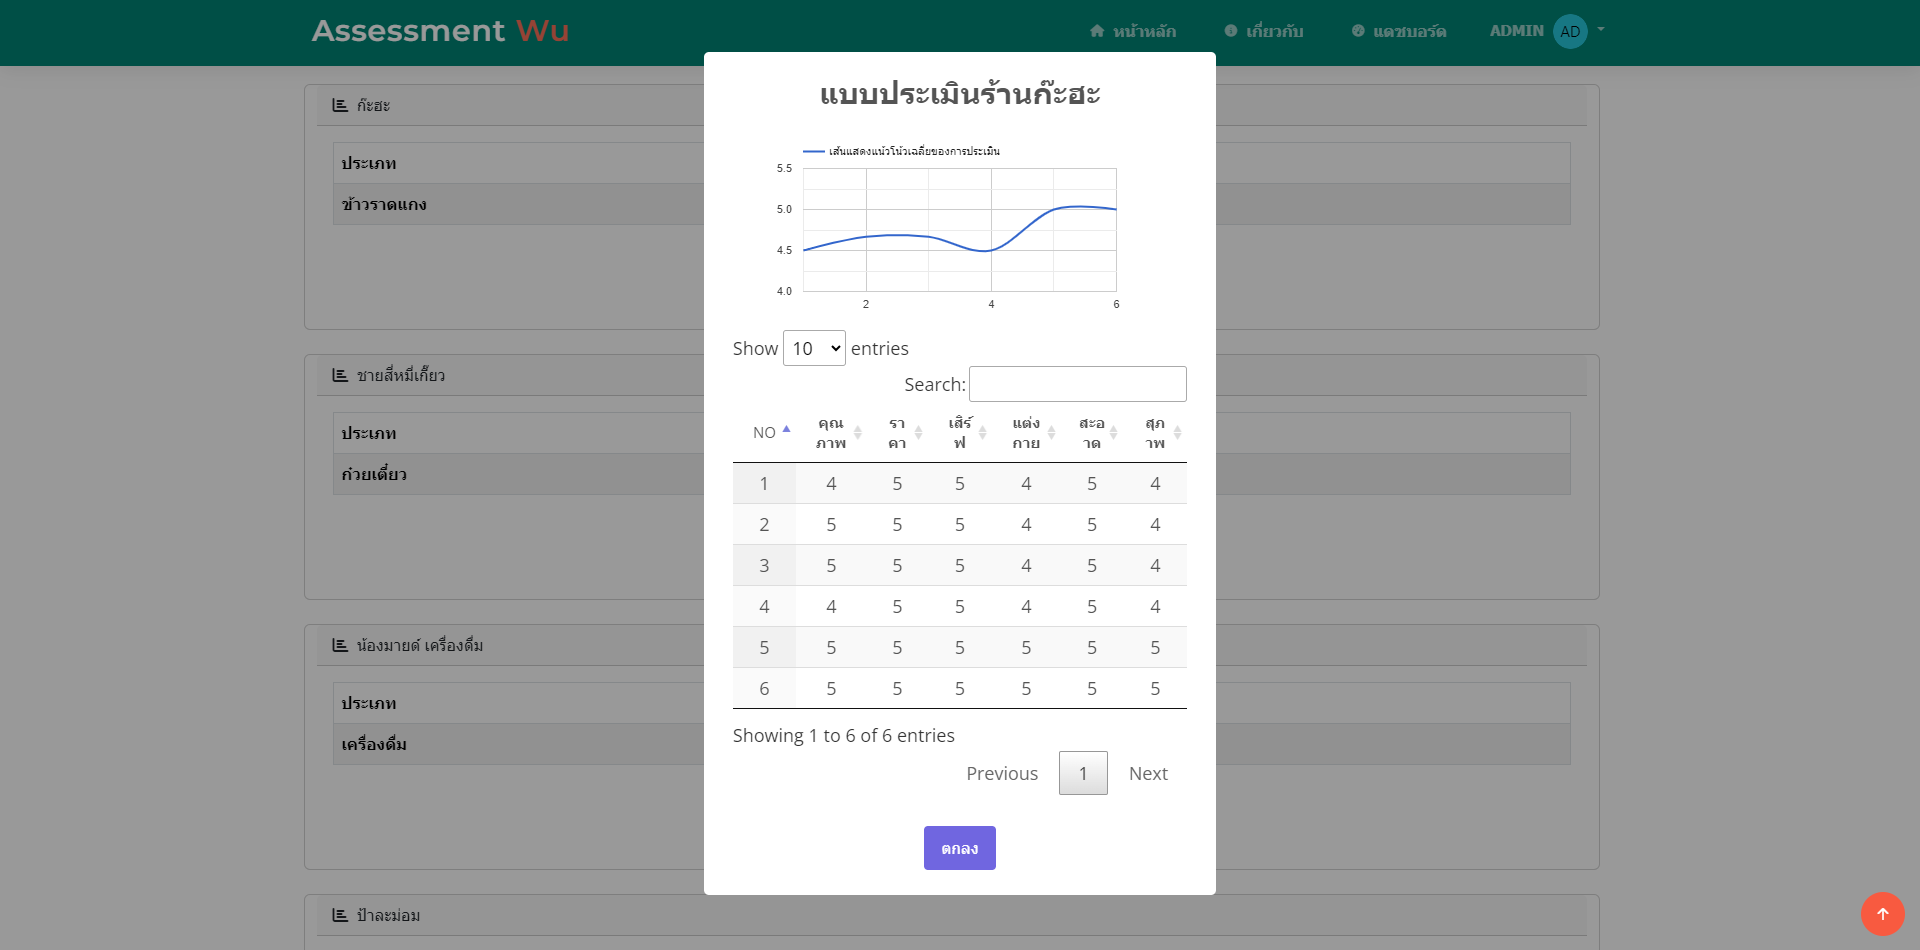 Assessment Wu
หน้าหลัก
เกี่ยวกับ
แดชบอร์ด
ADMIN AD
ก๊ะฮะ
ประเภท
ข้าวราดแกง
ชายสี่หมี่เกี๊ยว
ประเภท
ก๋วยเตี๋ยว
น้องมายด์ เครื่องดื่ม
ประเภท
เครื่องดื่ม
ป้าละม่อม
แบบประเมินร้านก๊ะฮะ
เส้นแสดงแน้วโน้วเฉลี่ยของการประเมิน
5.5
5.0
4.5
4.0
2 4 6
Show 10 entries
Search:
NO คุณภาพ ราคา เสิร์ฟ แต่งกาย สะอาด สุภาพ
1 4 5 5 4 5 4
2 5 5 5 4 5 4
3 5 5 5 4 5 4
4 4 5 5 4 5 4
5 5 5 5 5 5 5
6 5 5 5 5 5 5
Showing 1 to 6 of 6 entries
Previous 1 Next
ตกลง